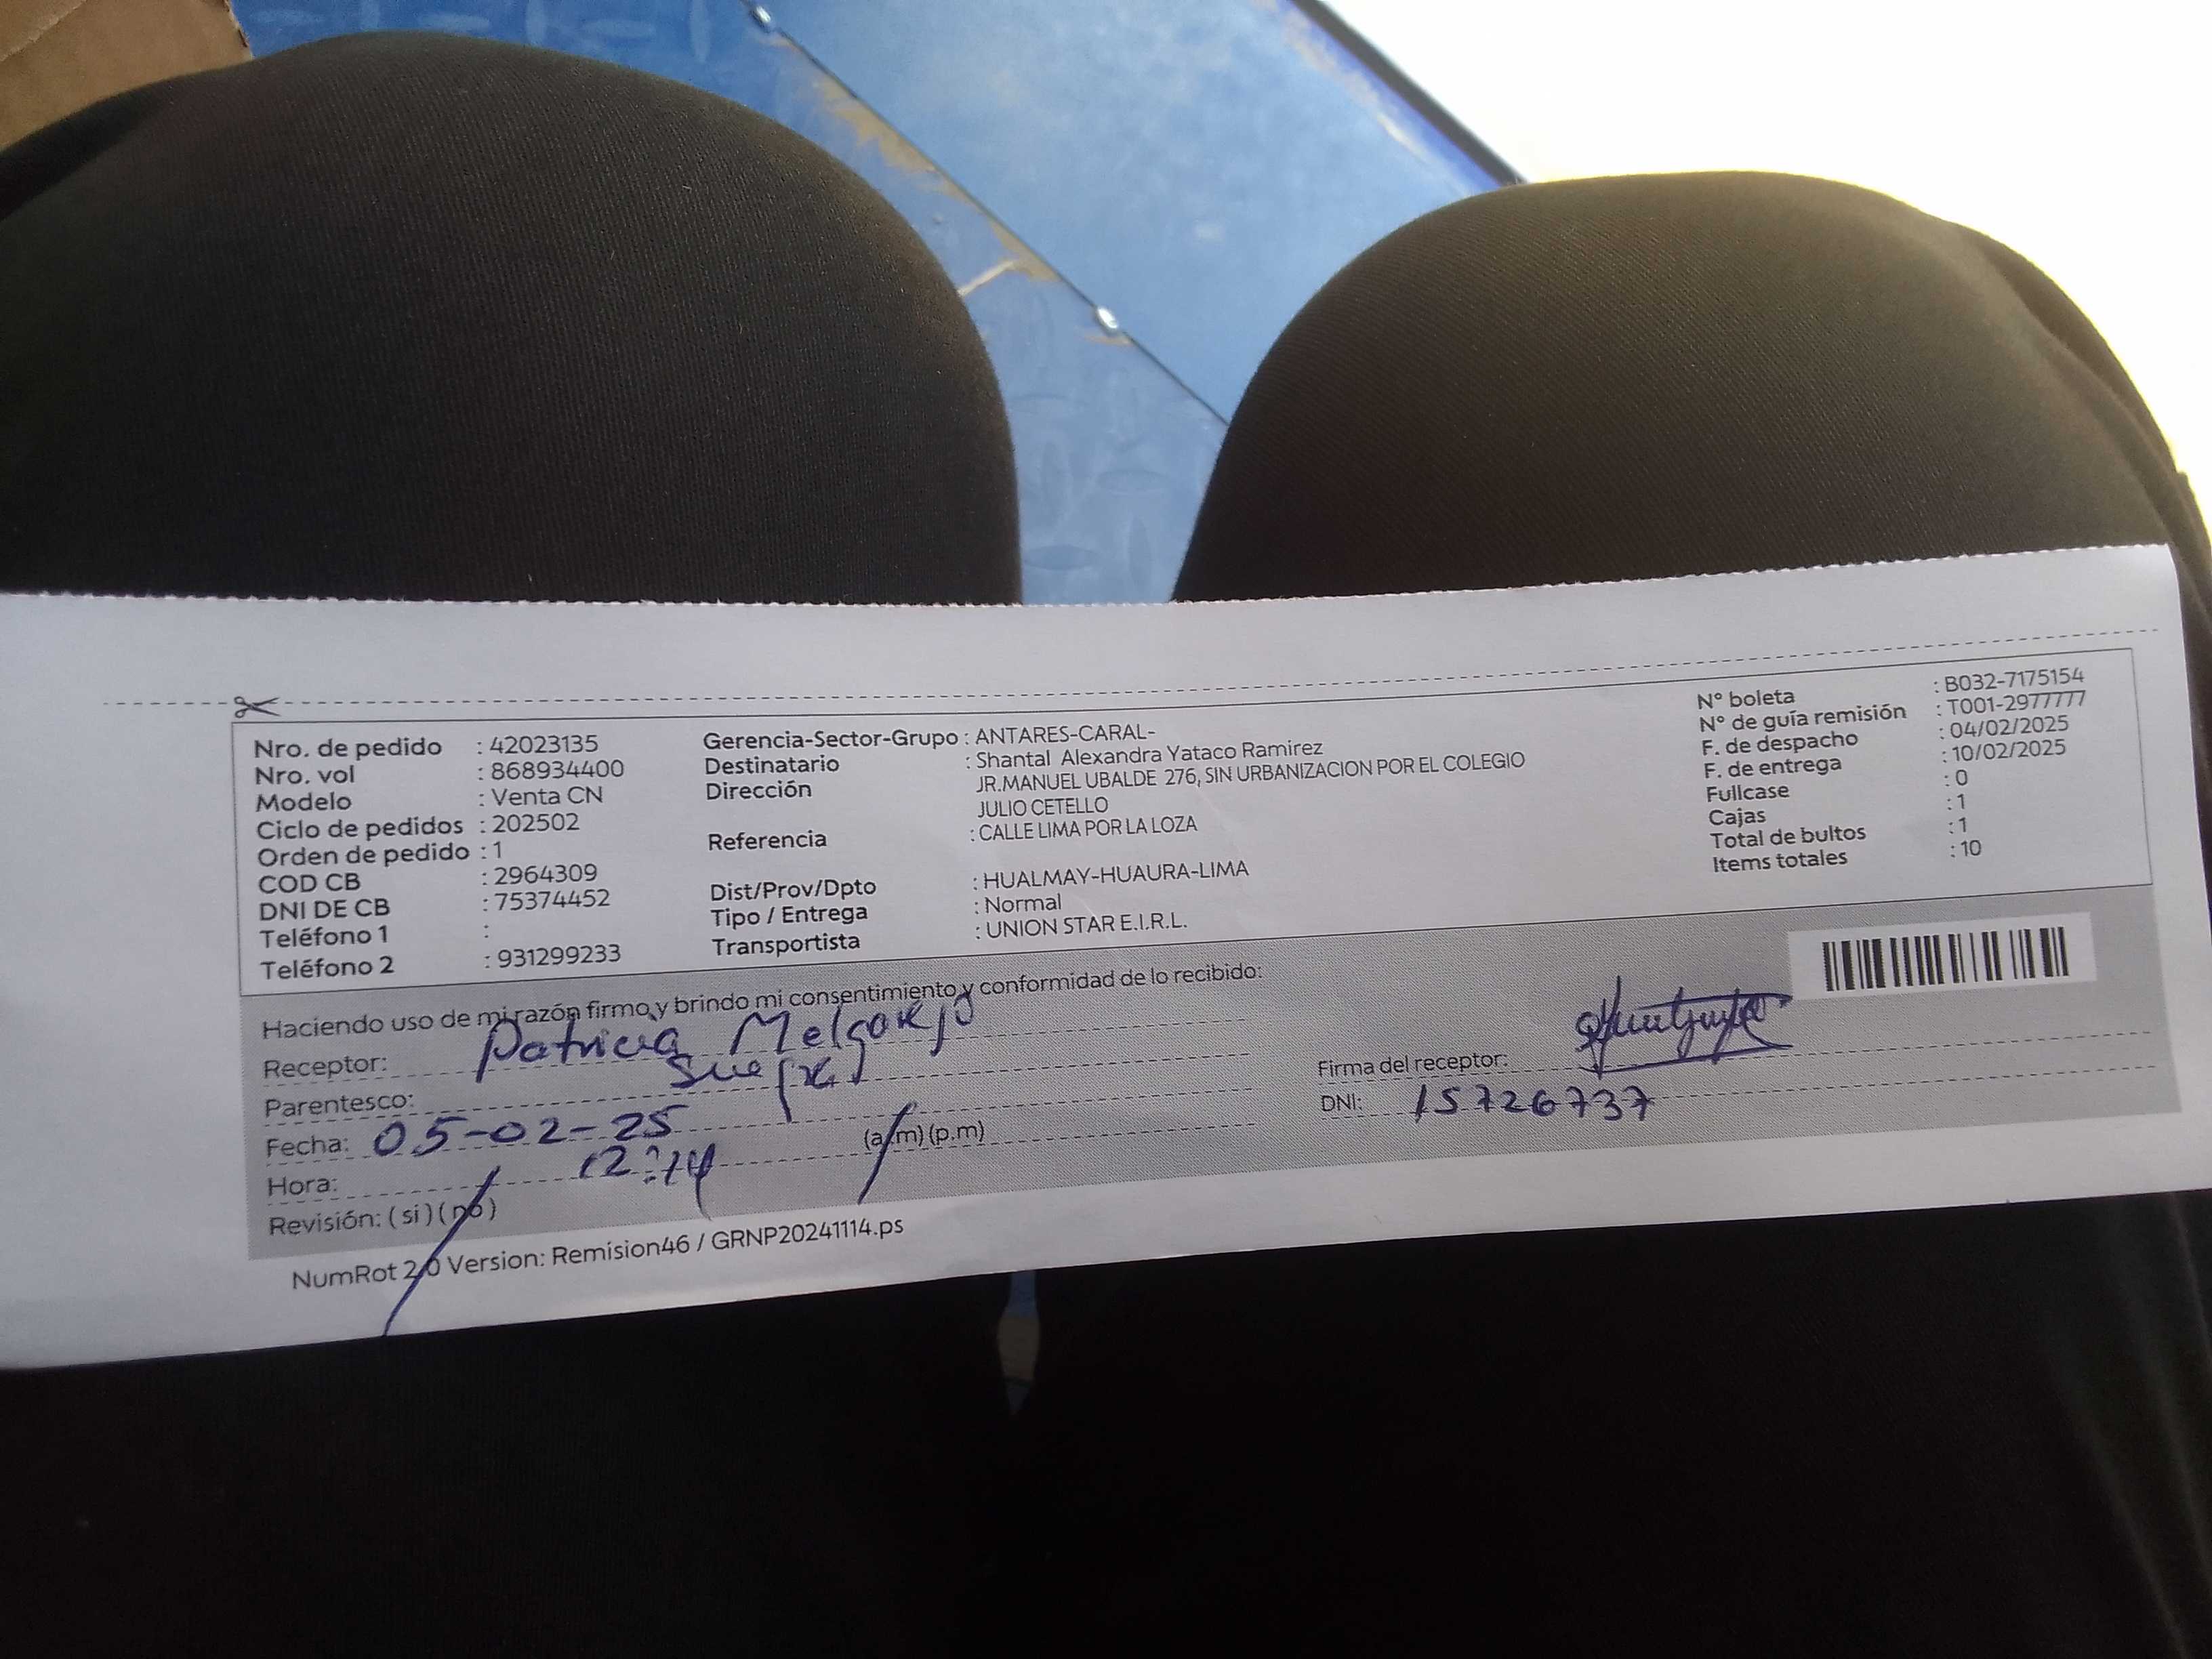 Nro. de pedido : 42023135
Nro. vol : 868934400
Modelo : Venta CN
Ciclo de pedidos : 202502
Orden de pedido : 1
COD CB : 2964309
DNI DE CB : 75374452
Teléfono 1 :
Teléfono 2 : 931299233
Gerencia-Sector-Grupo : ANTARES-CARAL-
Destinatario : Shantal Alexandra Yataco Ramirez
Dirección JR.MANUEL UBALDE 276, SIN URBANIZACION POR EL COLEGIO
JULIO CETELLO
Referencia : CALLE LIMA POR LA LOZA
Dist/Prov/Dpto : HUALMAY-HUAURA-LIMA
Tipo / Entrega : Normal
Transportista : UNION STAR E.I.R.L.
N° boleta : B032-7175154
N° de guía remisión : T001-2977777
F. de despacho : 04/02/2025
F. de entrega : 10/02/2025
Fullcase : 0
Cajas : 1
Total de bultos : 1
Items totales : 10
Haciendo uso de mi razón firmo y brindo mi consentimiento y conformidad de lo recibido:
Receptor: Patricia Melgarejo
Parentesco:
Fecha: 05-02-25
Hora: 12:14 (a.m) (p.m)
Revisión: ( si ) ( no )
Firma del receptor:
DNI: 15726737
NumRot 2.0 Version: Remision46 / GRNP20241114.ps